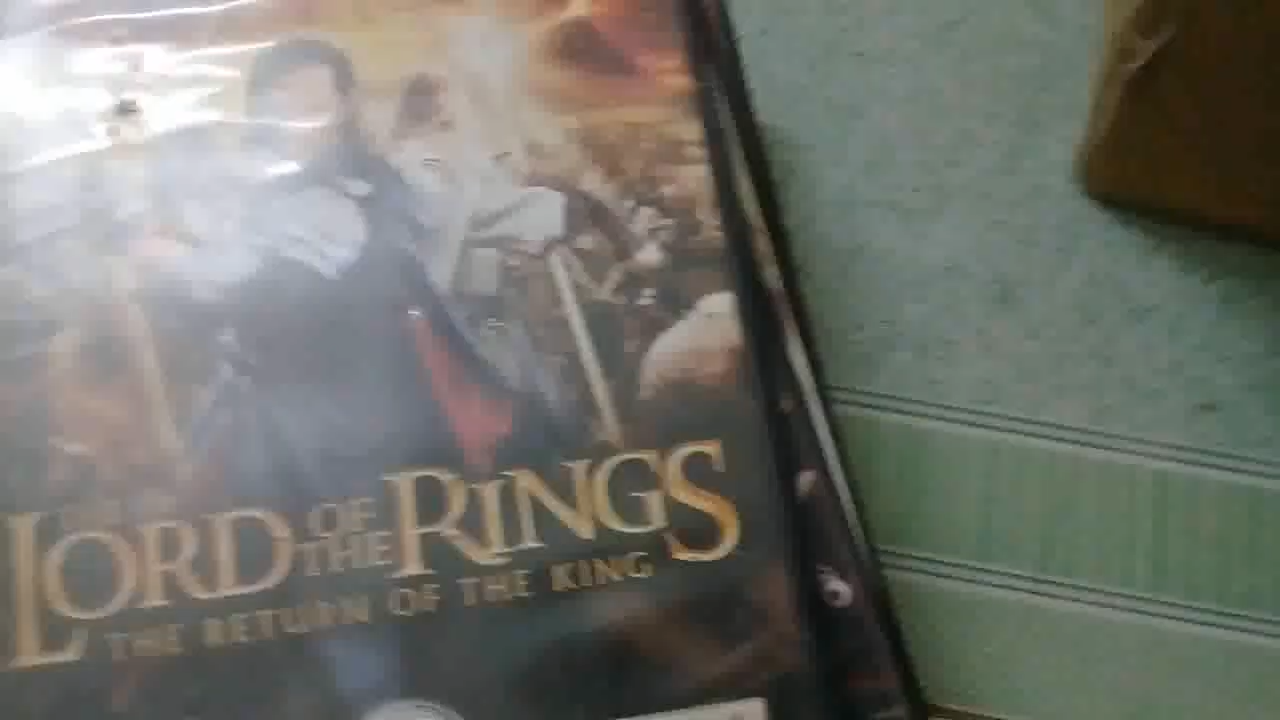 LORD OF THE RINGS
THE RETURN OF THE KING